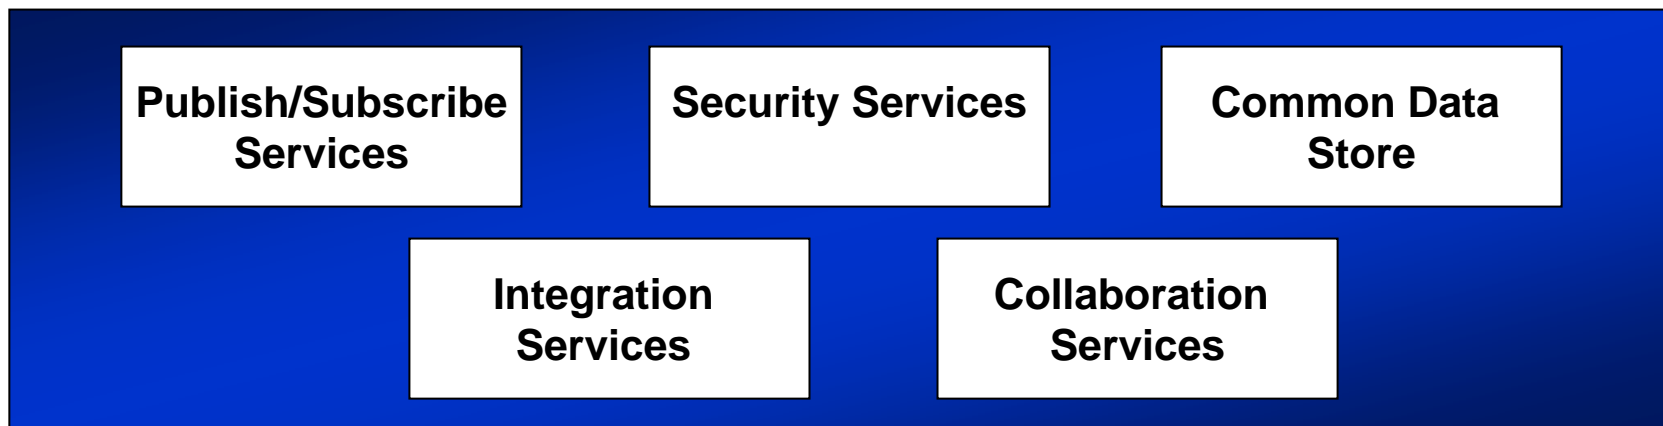 Publish/Subscribe
Services
Security Services
Common Data
Store
Integration
Services
Collaboration
Services